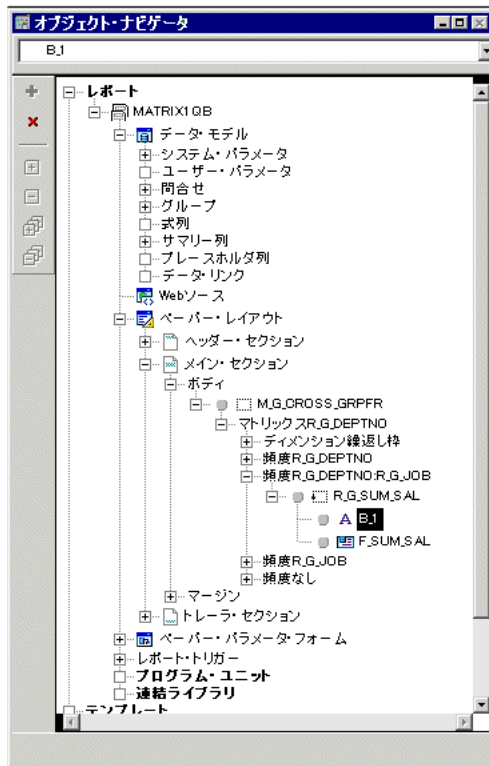 オブジェクト・ナビゲータ
B_1
レポート
MATRIX1QB
データ・モデル
システム・パラメータ
ユーザー・パラメータ
問合せ
グループ
式列
サマリー列
プレースホルダ列
データ・リンク
Webソース
ペーパー・レイアウト
ヘッダー・セクション
メイン・セクション
ボディ
M_G_CROSS_GRPFR
マトリックスR_G_DEPTNO
ディメンション繰返し枠
頻度R_G_DEPTNO
頻度R_G_DEPTNO:R_G_JOB
R_G_SUM_SAL
A B_1
F_SUM_SAL
頻度R_G_JOB
頻度なし
マージン
トレーラ・セクション
ペーパー・パラメータ・フォーム
レポート・トリガー
プログラム・ユニット
連結ライブラリ
テンプレート